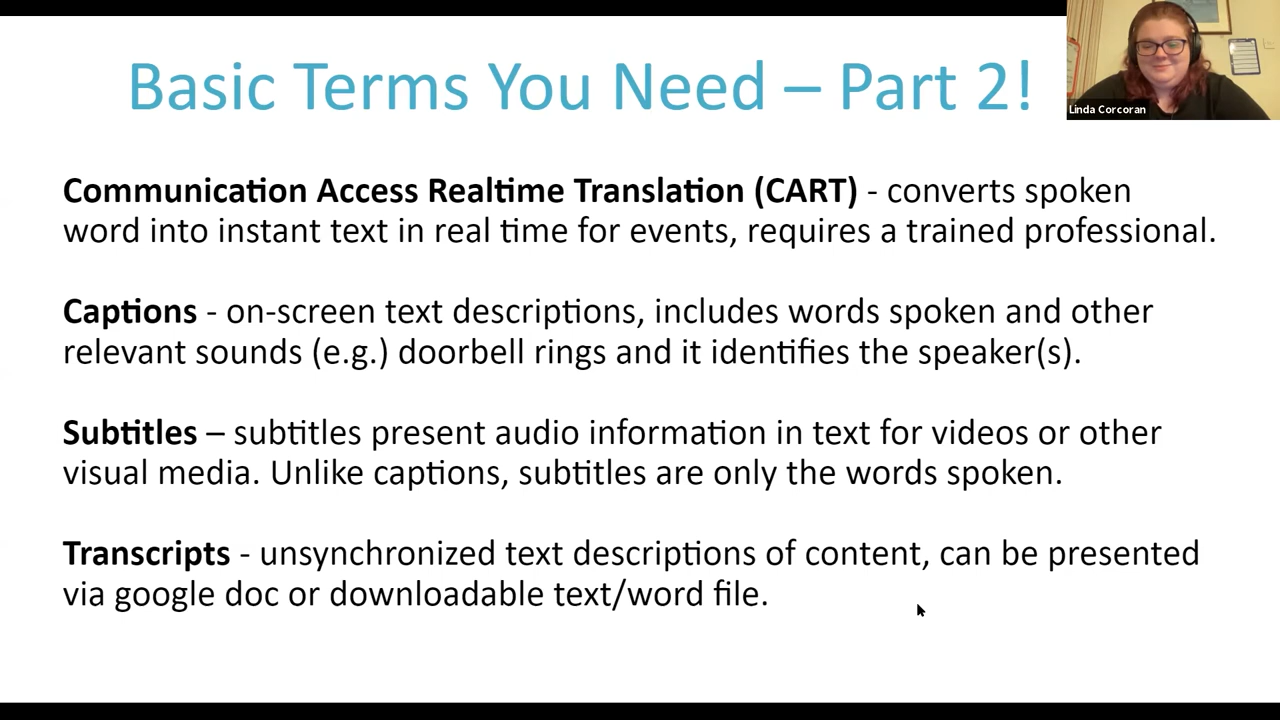 Basic Terms You Need – Part 2!
Linda Corcoran
Communication Access Realtime Translation (CART) - converts spoken
word into instant text in real time for events, requires a trained professional.
Captions - on-screen text descriptions, includes words spoken and other
relevant sounds (e.g.) doorbell rings and it identifies the speaker(s).
Subtitles – subtitles present audio information in text for videos or other
visual media. Unlike captions, subtitles are only the words spoken.
Transcripts - unsynchronized text descriptions of content, can be presented
via google doc or downloadable text/word file.